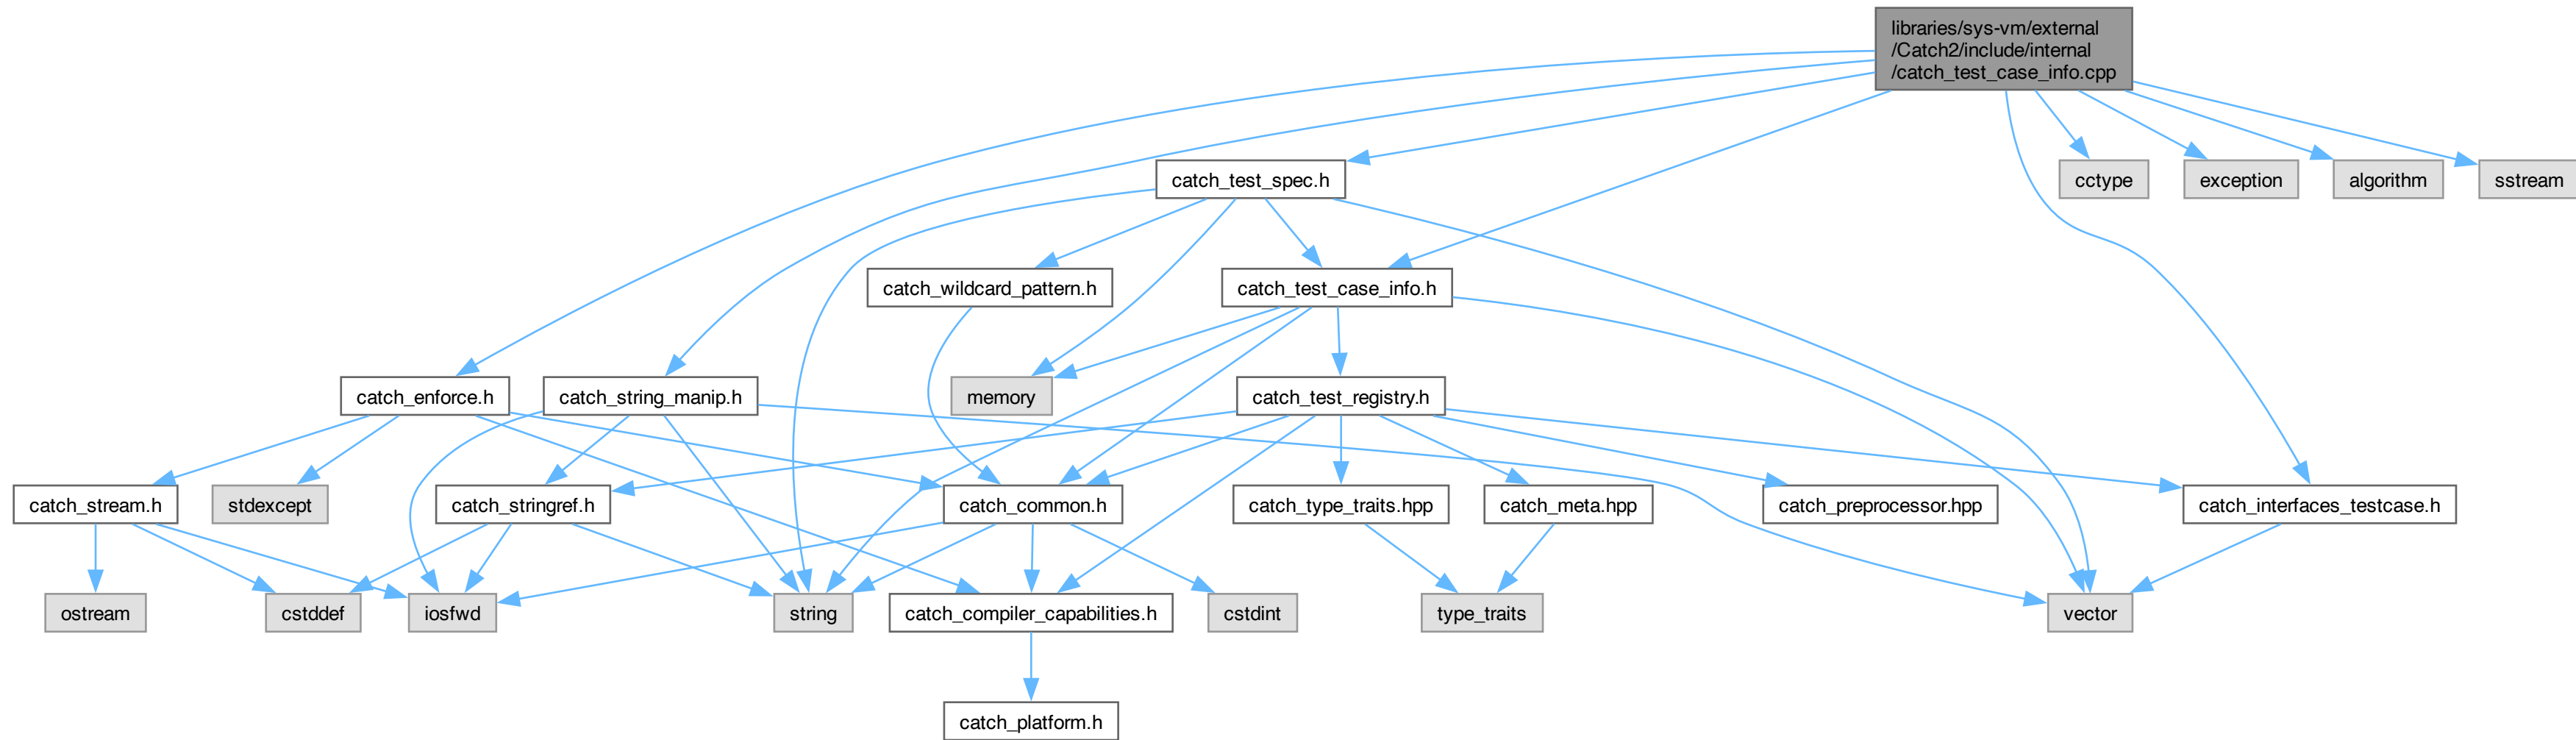 libraries/sys-vm/external
/Catch2/include/internal
/catch_test_case_info.cpp
catch_test_spec.h
cctype
exception
algorithm
sstream
catch_wildcard_pattern.h
catch_test_case_info.h
catch_enforce.h
catch_string_manip.h
memory
catch_test_registry.h
catch_stream.h
stdexcept
catch_stringref.h
catch_common.h
catch_type_traits.hpp
catch_meta.hpp
catch_preprocessor.hpp
catch_interfaces_testcase.h
ostream
cstddef
iosfwd
string
catch_compiler_capabilities.h
cstdint
type_traits
vector
catch_platform.h